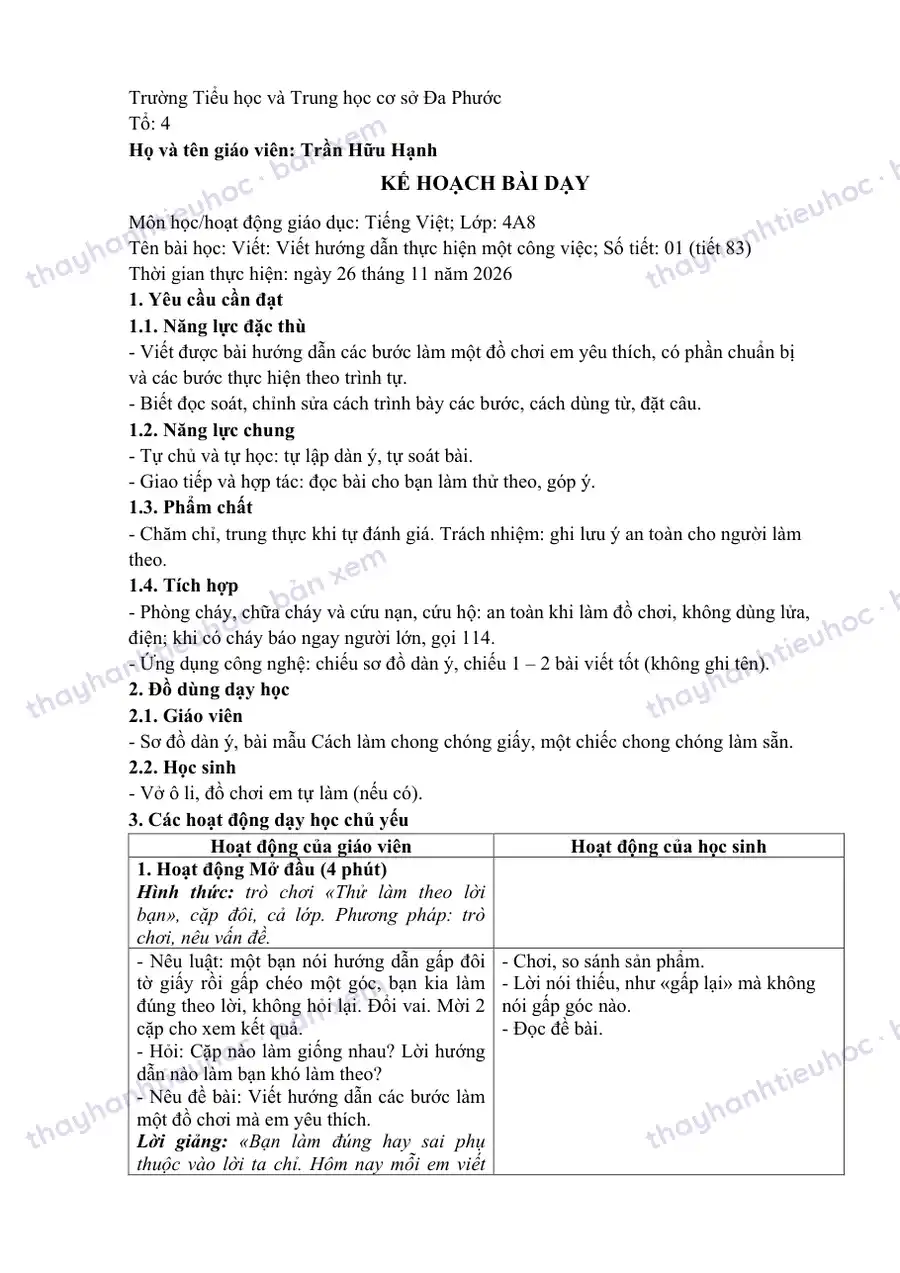 Trường Tiểu học và Trung học cơ sở Đa Phước
Tổ: 4
Họ và tên giáo viên: Trần Hữu Hạnh
KẾ HOẠCH BÀI DẠY
Môn học/hoạt động giáo dục: Tiếng Việt; Lớp: 4A8
Tên bài học: Viết: Viết hướng dẫn thực hiện một công việc; Số tiết: 01 (tiết 83)
Thời gian thực hiện: ngày 26 tháng 11 năm 2026
1. Yêu cầu cần đạt
1.1. Năng lực đặc thù
- Viết được bài hướng dẫn các bước làm một đồ chơi em yêu thích, có phần chuẩn bị
và các bước thực hiện theo trình tự.
- Biết đọc soát, chỉnh sửa cách trình bày các bước, cách dùng từ, đặt câu.
1.2. Năng lực chung
- Tự chủ và tự học: tự lập dàn ý, tự soát bài.
- Giao tiếp và hợp tác: đọc bài cho bạn làm thử theo, góp ý.
1.3. Phẩm chất
- Chăm chỉ, trung thực khi tự đánh giá. Trách nhiệm: ghi lưu ý an toàn cho người làm
theo.
1.4. Tích hợp
- Phòng cháy, chữa cháy và cứu nạn, cứu hộ: an toàn khi làm đồ chơi, không dùng lửa,
điện; khi có cháy báo ngay người lớn, gọi 114.
- Ứng dụng công nghệ: chiếu sơ đồ dàn ý, chiếu 1 – 2 bài viết tốt (không ghi tên).
2. Đồ dùng dạy học
2.1. Giáo viên
- Sơ đồ dàn ý, bài mẫu Cách làm chong chóng giấy, một chiếc chong chóng làm sẵn.
2.2. Học sinh
- Vở ô li, đồ chơi em tự làm (nếu có).
3. Các hoạt động dạy học chủ yếu
Hoạt động của giáo viên
Hoạt động của học sinh
1. Hoạt động Mở đầu (4 phút)
Hình thức: trò chơi «Thử làm theo lời
bạn», cặp đôi, cả lớp. Phương pháp: trò
chơi, nêu vấn đề.
- Nêu luật: một bạn nói hướng dẫn gấp đôi
tờ giấy rồi gấp chéo một góc, bạn kia làm
đúng theo lời, không hỏi lại. Đổi vai. Mời 2
cặp cho xem kết quả.
- Hỏi: Cặp nào làm giống nhau? Lời hướng
dẫn nào làm bạn khó làm theo?
- Nêu đề bài: Viết hướng dẫn các bước làm
một đồ chơi mà em yêu thích.
Lời giảng: «Bạn làm đúng hay sai phụ
thuộc vào lời ta chỉ. Hôm nay mỗi em viết
- Chơi, so sánh sản phẩm.
- Lời nói thiếu, như «gấp lại» mà không
nói gấp góc nào.
- Đọc đề bài.
thayhanhtieuhoc · bản xem
thayhanhtieuhoc · b
thayhanhtieuhoc · bản xem
thayhanhtieuhoc · b
thayhanhtieuhoc · bản xem
thayhanhtieuhoc · b